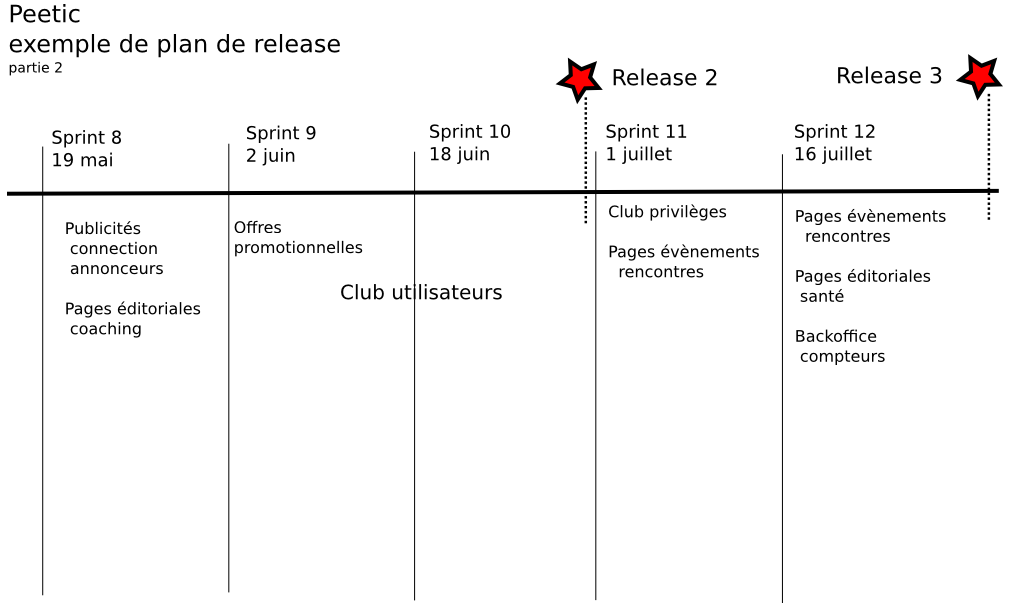 Peetic
exemple de plan de release
partie 2
Release 2
Release 3
Sprint 8
19 mai
Sprint 9
2 juin
Sprint 10
18 juin
Sprint 11
1 juillet
Sprint 12
16 juillet
Publicités
connection
annonceurs
Pages éditoriales
coaching
Offres
promotionnelles
Club utilisateurs
Club privilèges
Pages évènements
rencontres
Pages évènements
rencontres
Pages éditoriales
santé
Backoffice
compteurs